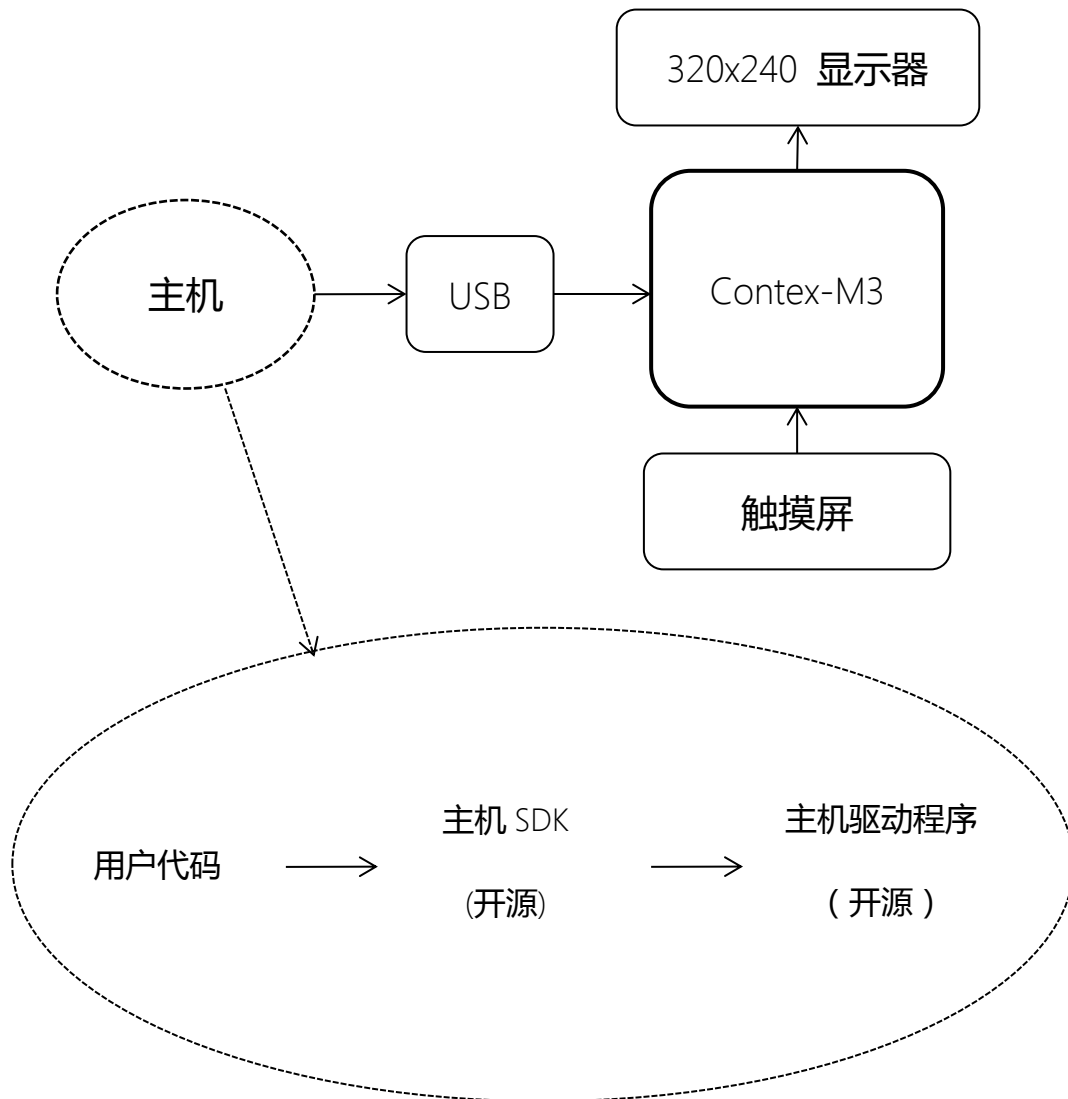 320x240 显示器
主机
USB
Contex-M3
触摸屏
用户代码
主机 SDK
(开源)
主机驱动程序
（开源）